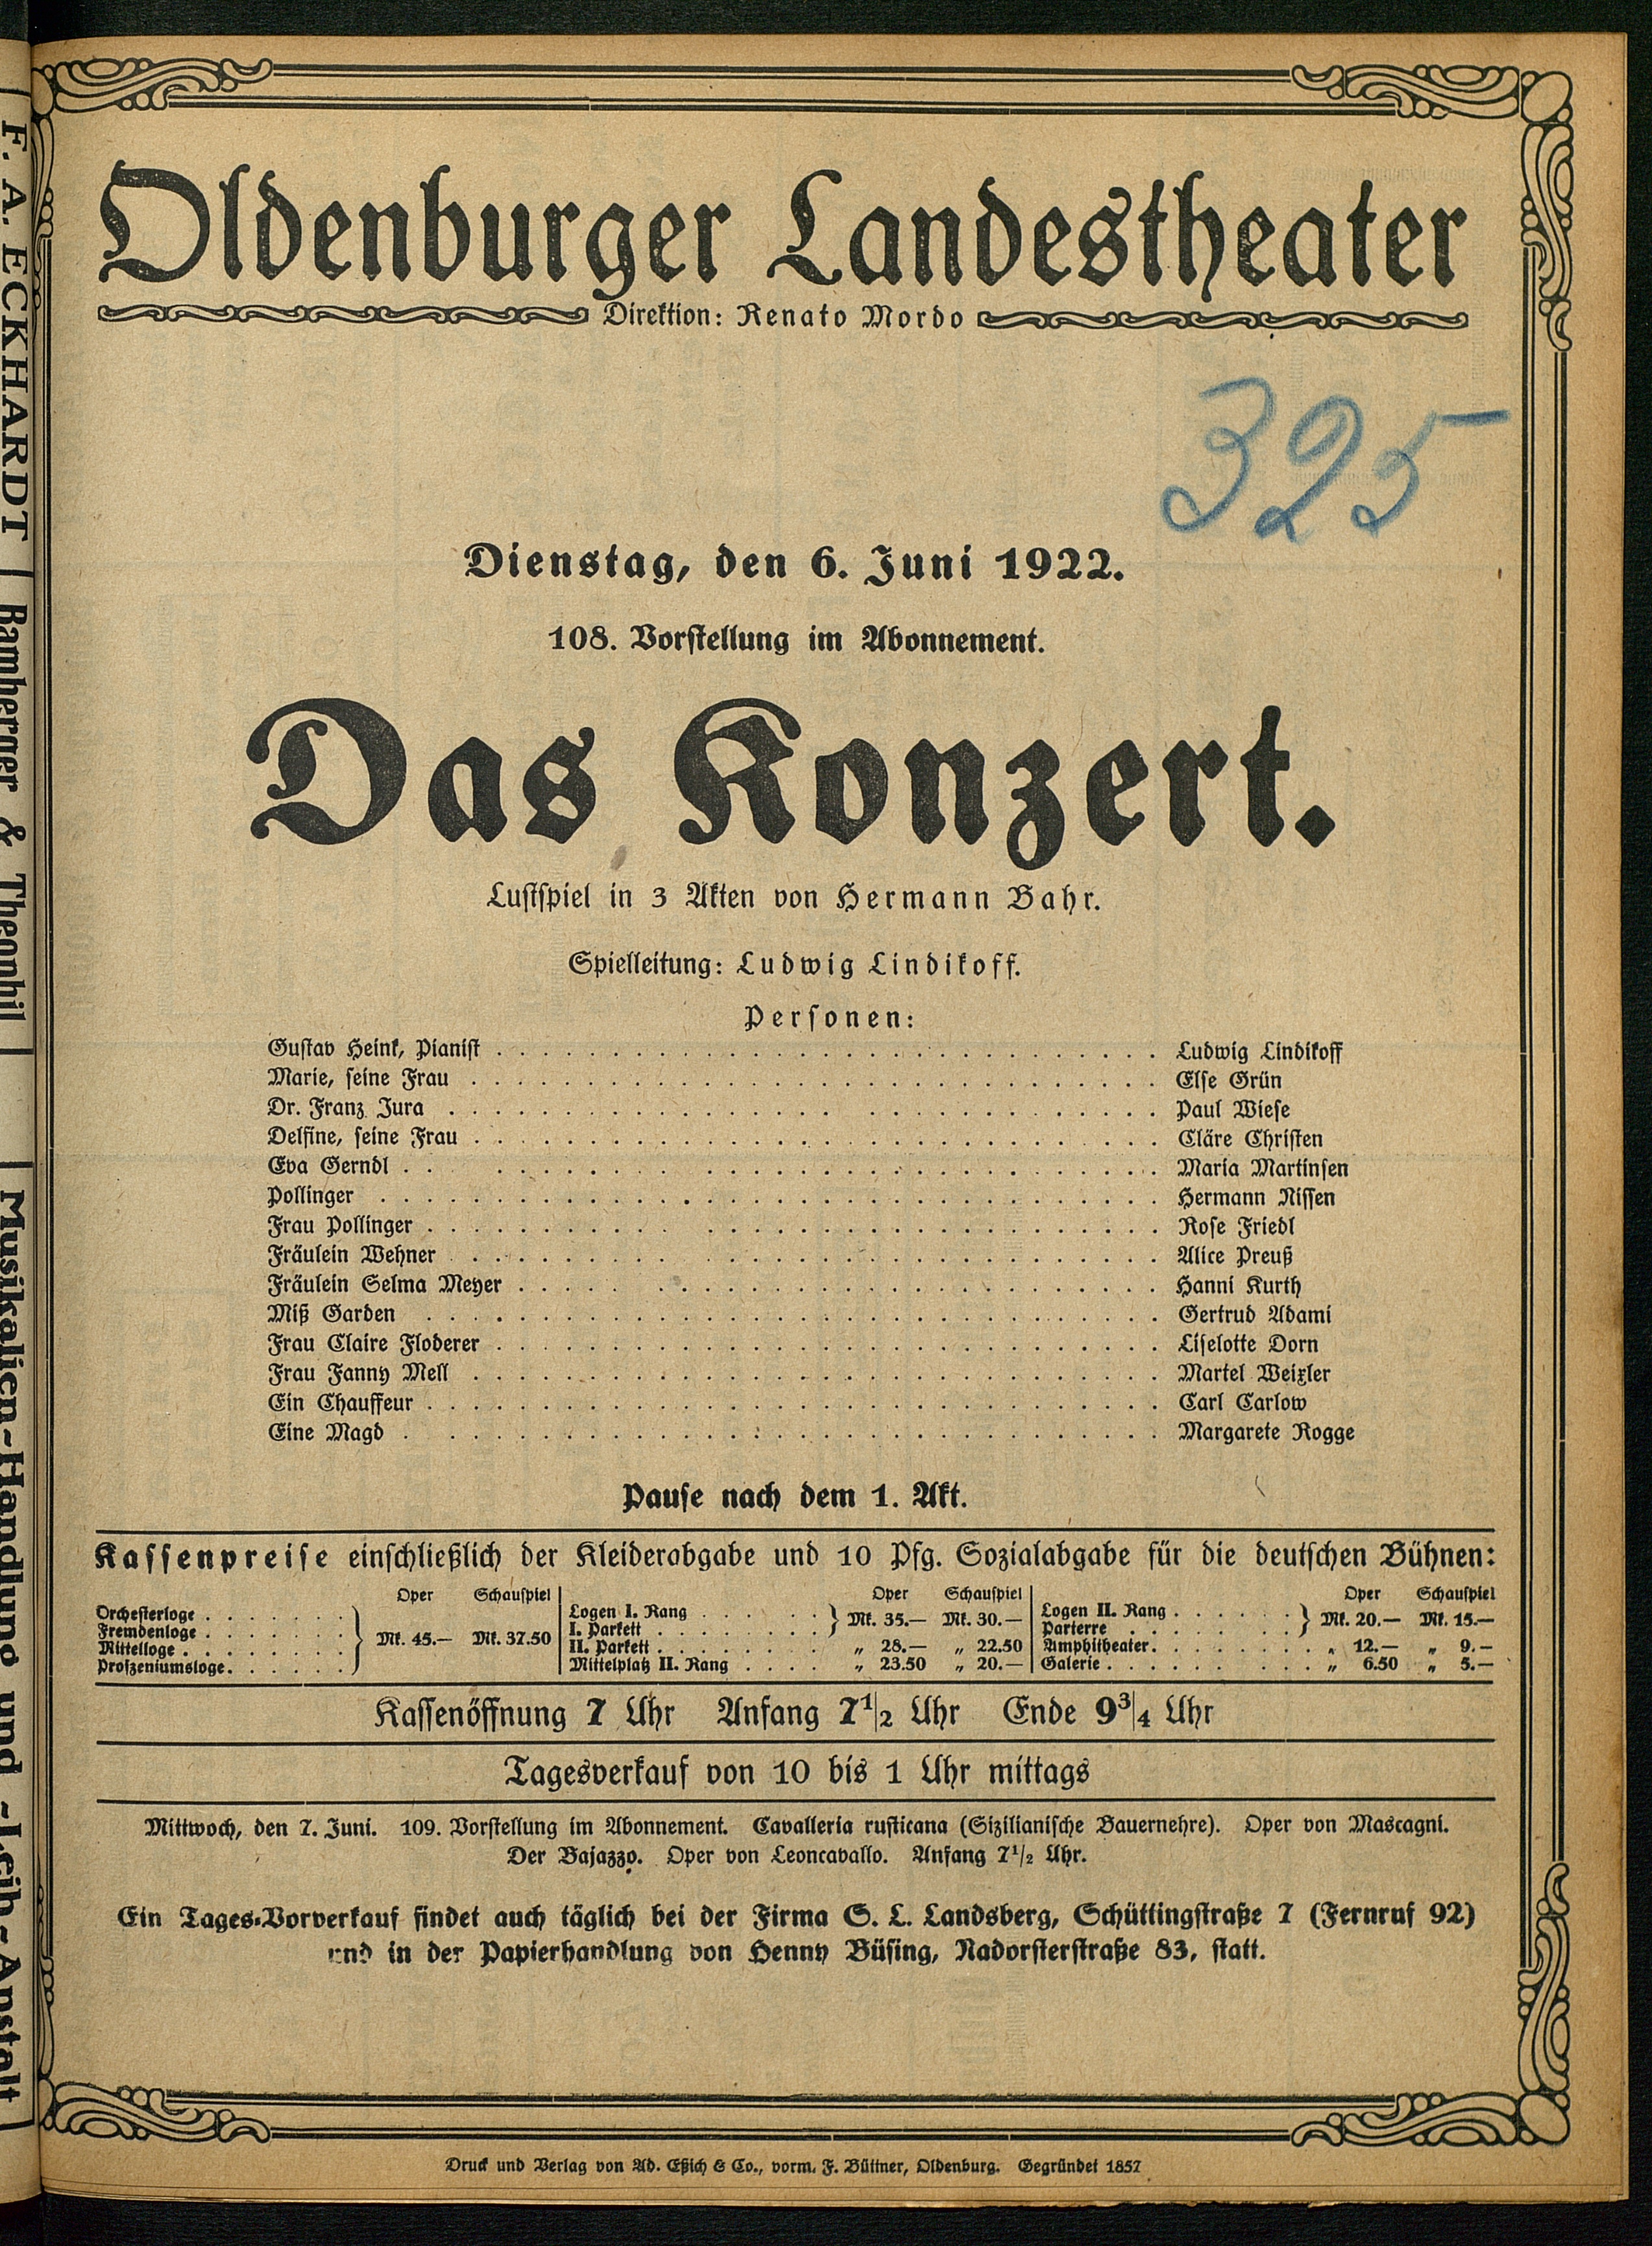 Oldenburger Landestheater
Direktion: Renato Mordo
325
Dienstag, den 6. Juni 1922.
108. Vorstellung im Abonnement.
Das Konzert.
Lustspiel in 3 Akten von Hermann Bahr.
Spielleitung: Ludwig Lindikoff.
Personen:
Gustav Heink, Pianist . . . . . Ludwig Lindikoff
Marie, seine Frau . . . . . Else Grün
Dr. Franz Jura . . . . . Paul Wiese
Delfine, seine Frau . . . . . Cläre Christen
Eva Gerndl . . . . . Maria Martinsen
Pollinger . . . . . Hermann Nissen
Frau Pollinger . . . . . Rose Friedl
Fräulein Wehner . . . . . Alice Preuß
Fräulein Selma Meyer . . . . . Hanni Kurth
Miß Garden . . . . . Gertrud Adami
Frau Claire Floderer . . . . . Liselotte Dorn
Frau Fanny Mell . . . . . Martel Weixler
Ein Chauffeur . . . . . Carl Carlow
Eine Magd . . . . . Margarete Rogge
Pause nach dem 1. Akt.
Kassenpreise einschließlich der Kleiderabgabe und 10 Pfg. Sozialabgabe für die deutschen Bühnen:
Oper Schauspiel
Orchesterloge . . . . .
Fremdenloge . . . . .
Mittelloge . . . . .
Proszeniumsloge . . . . .
Mk. 45.— Mk. 37.50
Oper Schauspiel
Logen I. Rang . . . . .
I. Parkett . . . . .
Mk. 35.— Mk. 30.—
II. Parkett . . . . . „ 28.— „ 22.50
Mittelplatz II. Rang . . . . „ 23.50 „ 20.—
Oper Schauspiel
Logen II. Rang . . . . .
Parterre . . . . .
Mk. 20.— Mk. 15.—
Amphitheater . . . . . „ 12.— „ 9.—
Galerie . . . . . „ 6.50 „ 5.—
Kassenöffnung 7 Uhr Anfang 7 1/2 Uhr Ende 9 3/4 Uhr
Tagesverkauf von 10 bis 1 Uhr mittags
Mittwoch, den 7. Juni. 109. Vorstellung im Abonnement. Cavalleria rusticana (Sizilianische Bauernehre). Oper von Mascagni.
Der Bajazzo. Oper von Leoncavallo. Anfang 7 1/2 Uhr.
Ein Tages-Vorverkauf findet auch täglich bei der Firma S. L. Landsberg, Schüttingstraße 7 (Fernruf 92)
und in der Papierhandlung von Henny Büsing, Nadorsterstraße 83, statt.
Druck und Verlag von Ad. Eßich & Co., vorm. F. Büttner, Oldenburg. Gegründet 1857
F. A. ECKHARDT
Bamberger & Theophil
Musikalien-Handlung und -Leih-Anstalt